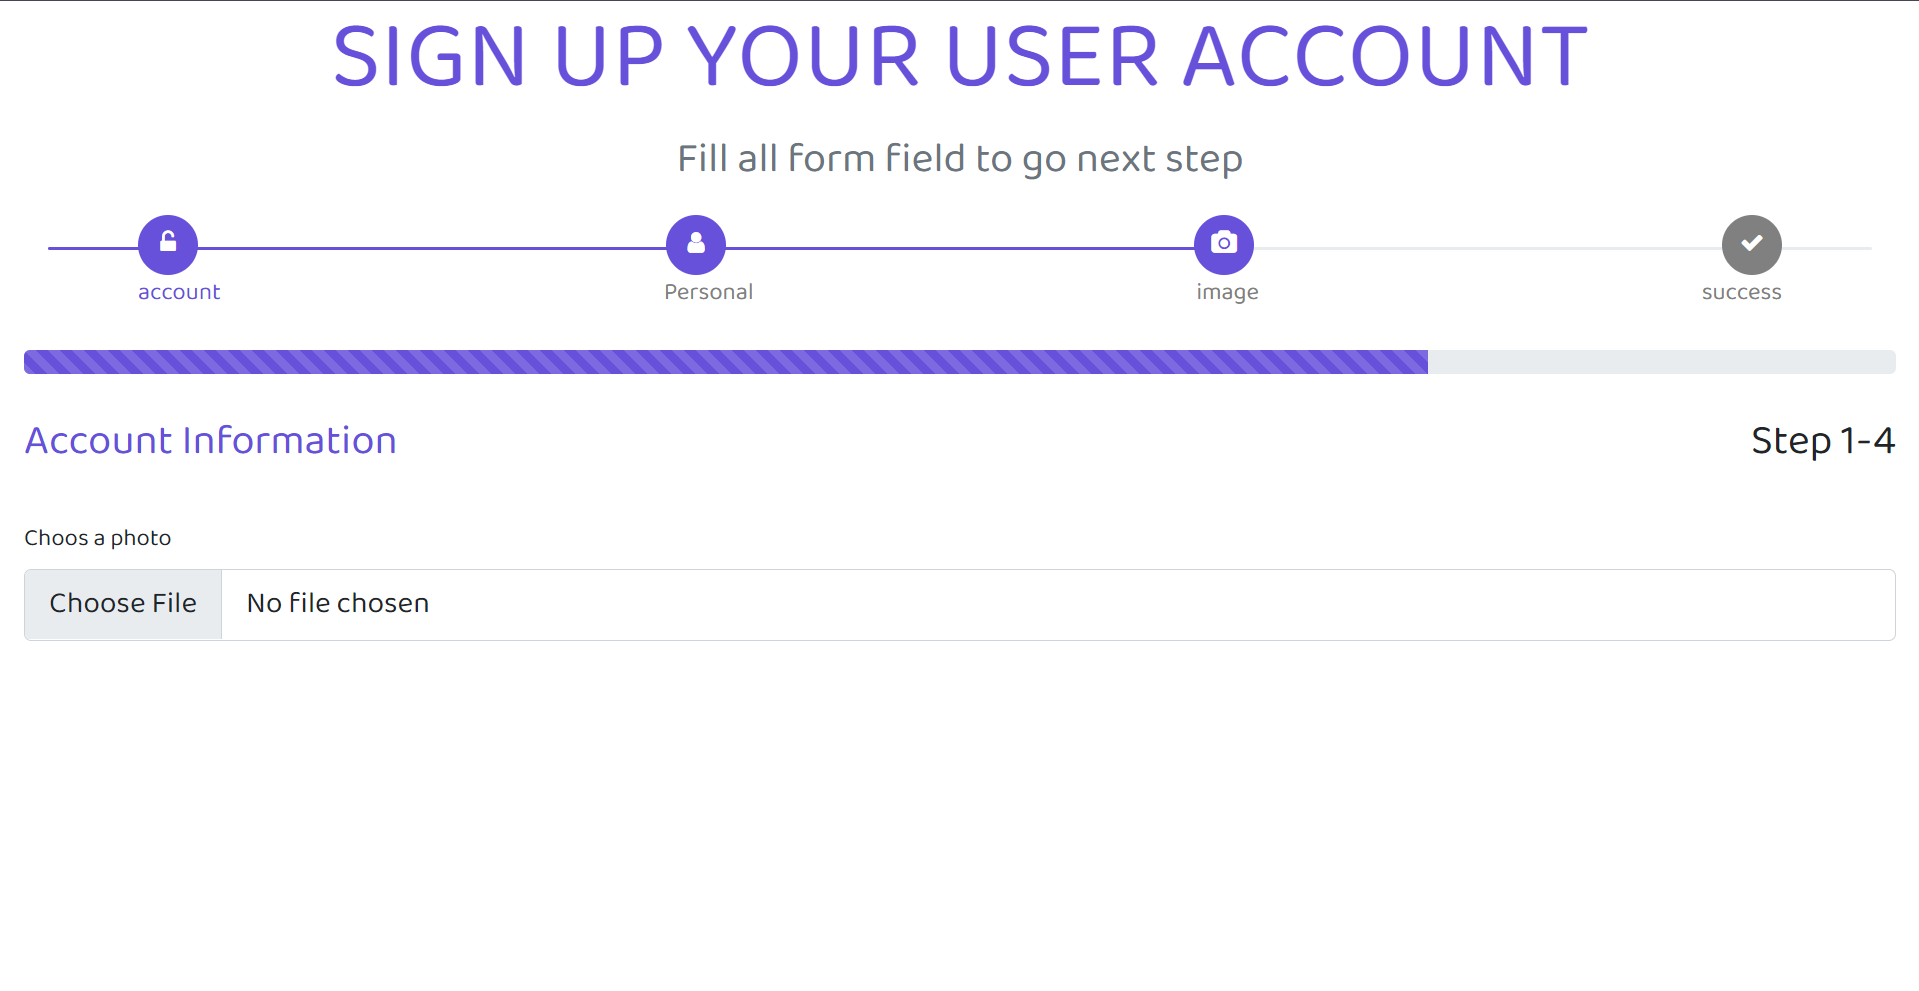 SIGN UP YOUR USER ACCOUNT
Fill all form field to go next step
account Personal image success
Account Information Step 1-4
Choos a photo
Choose File No file chosen